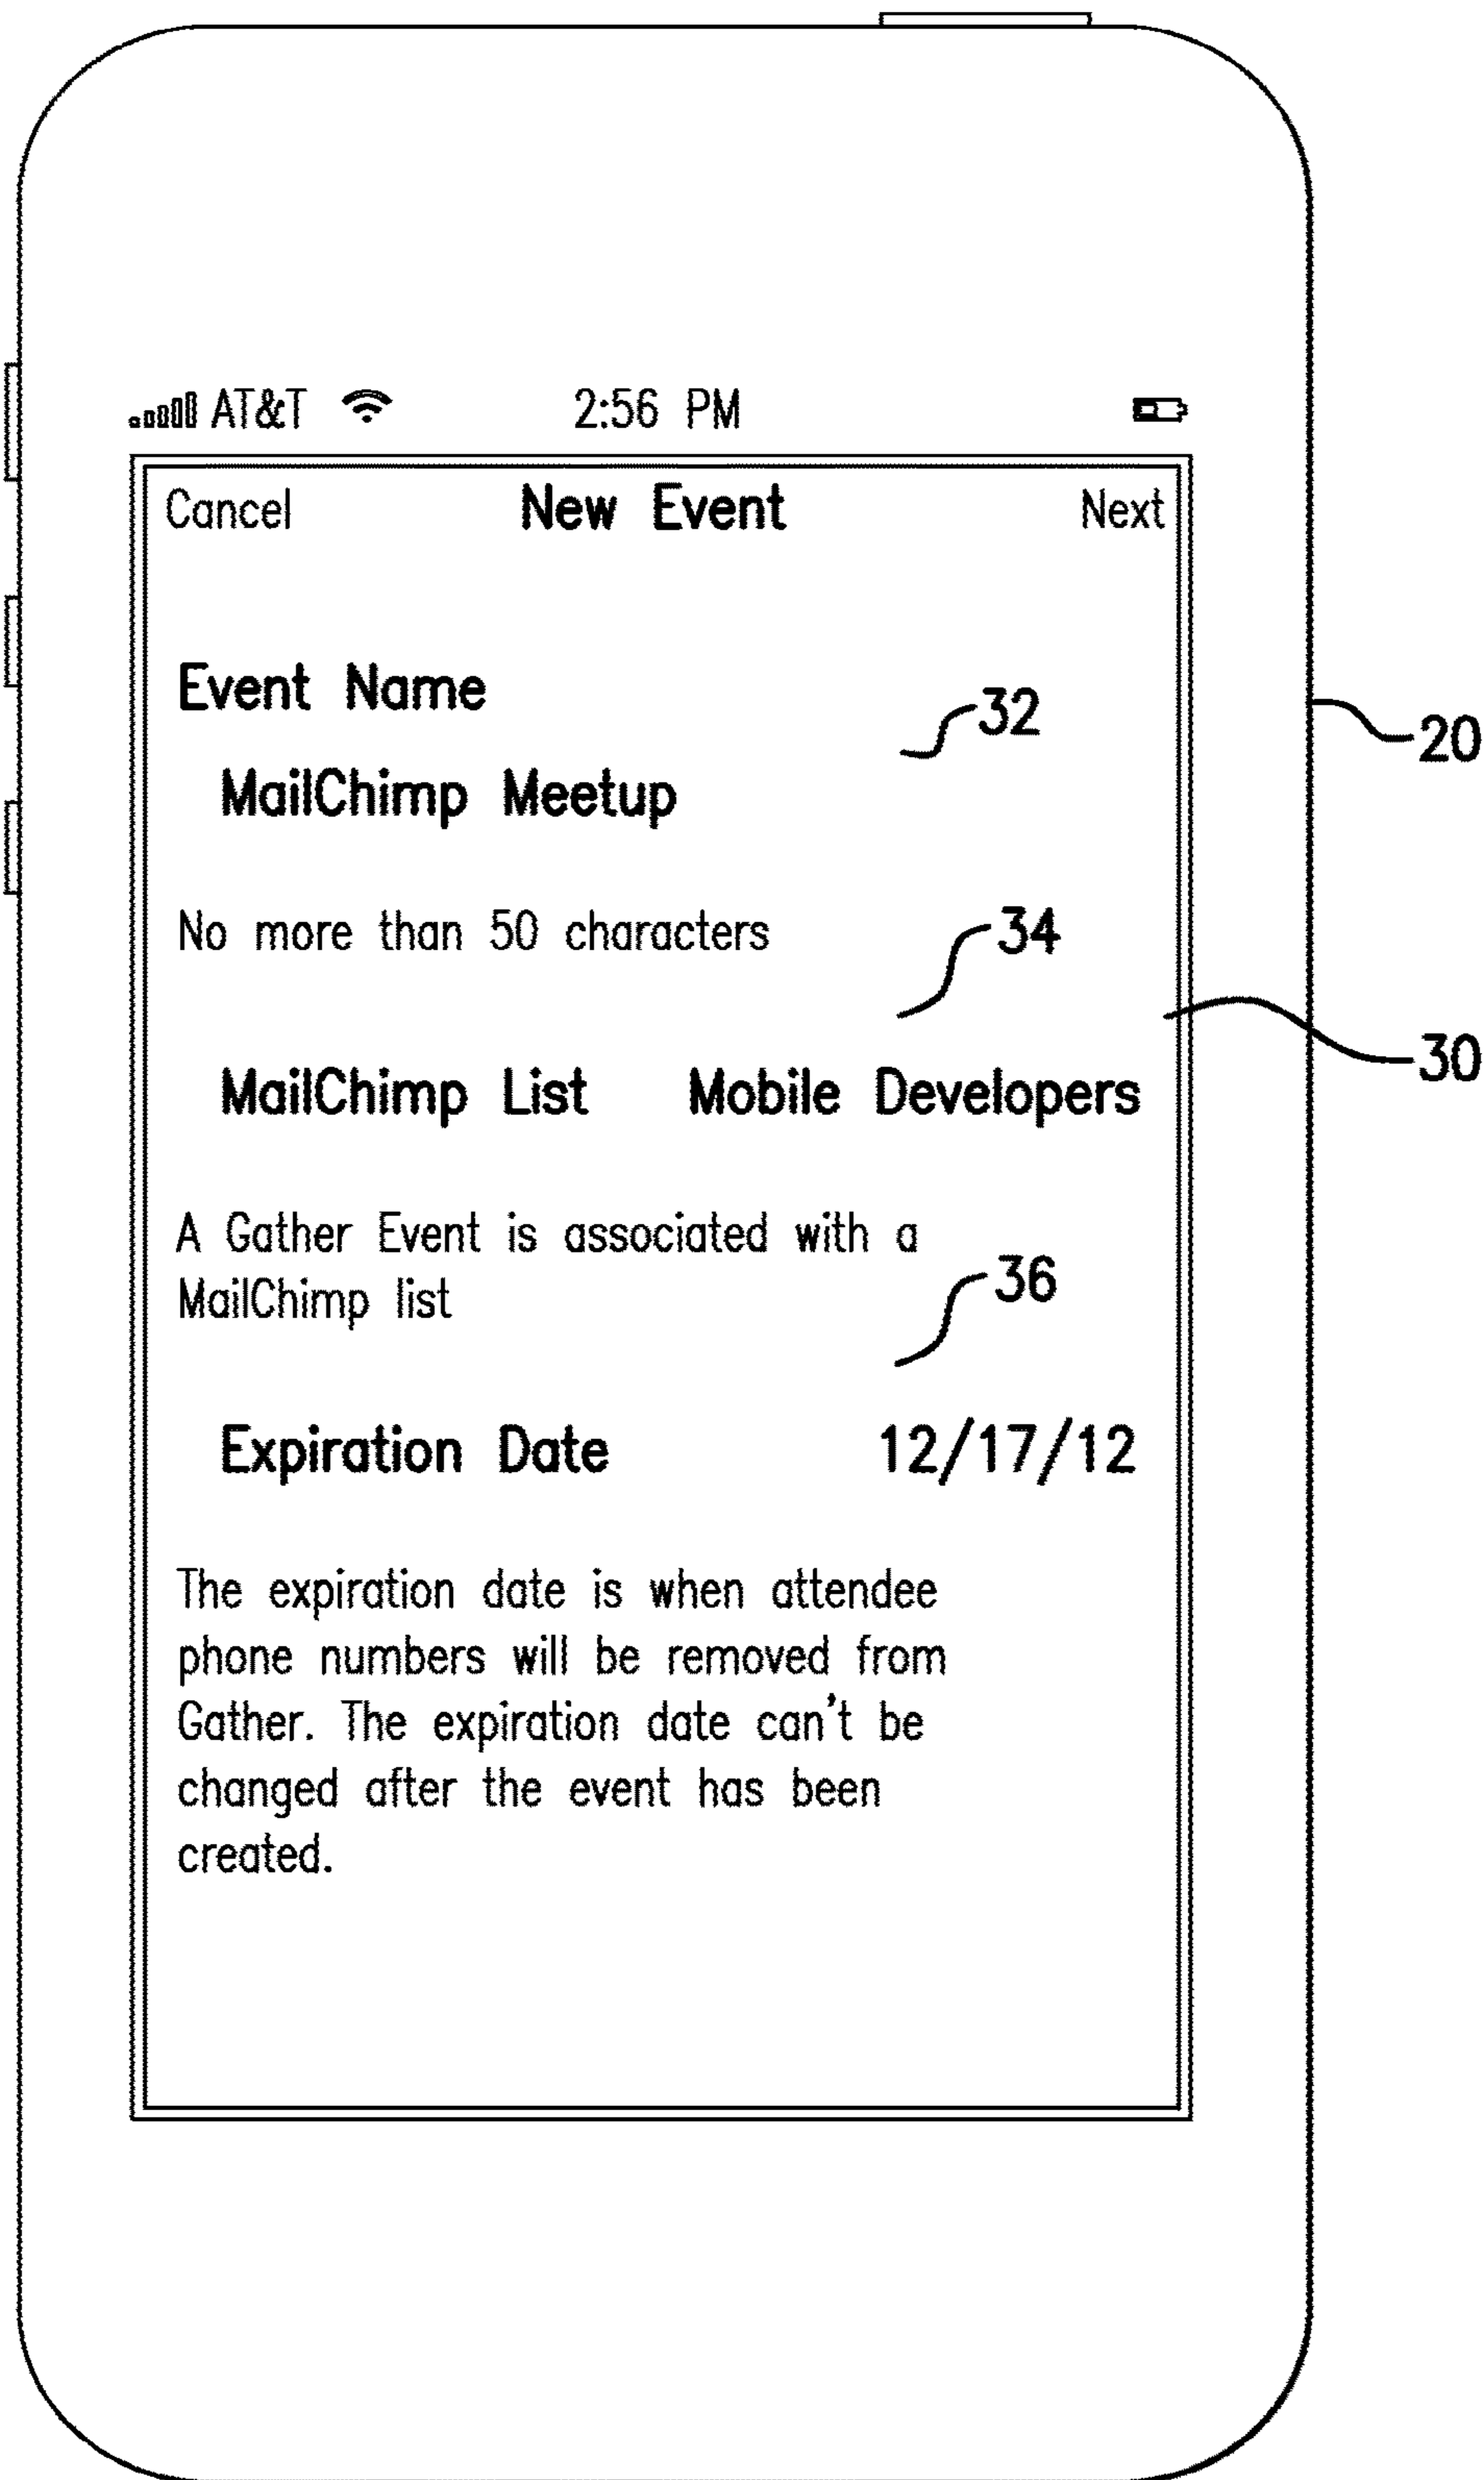 AT&T 2:56 PM
Cancel New Event Next
Event Name
32
20
MailChimp Meetup
No more than 50 characters
34
30
MailChimp List Mobile Developers
A Gather Event is associated with a
MailChimp list
36
Expiration Date 12/17/12
The expiration date is when attendee
phone numbers will be removed from
Gather. The expiration date can't be
changed after the event has been
created.